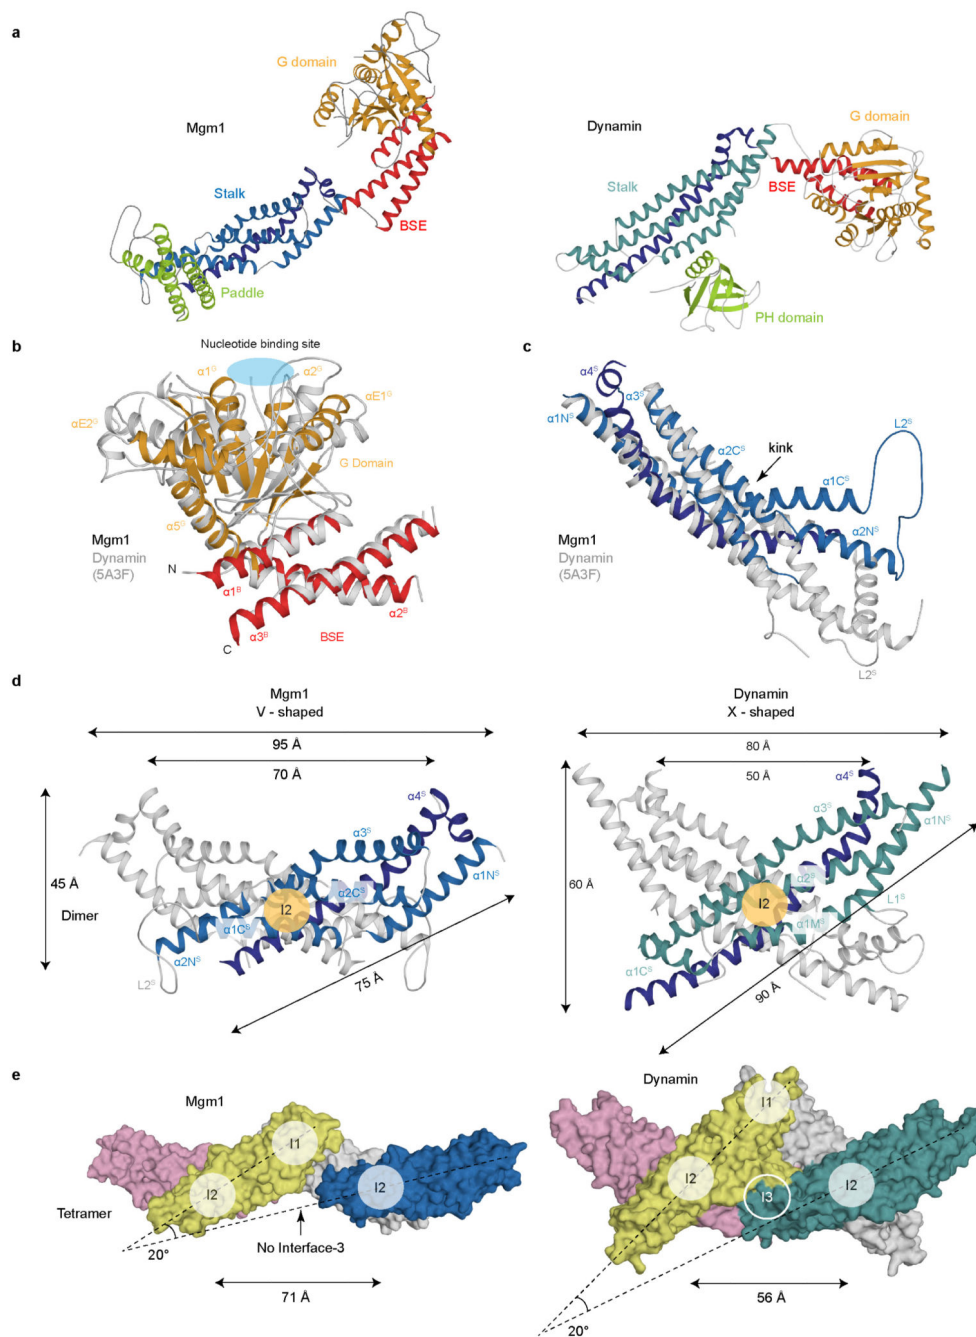 a
G domain
Mgm1
Stalk
BSE
Paddle
Dynamin
G domain
Stalk
BSE
PH domain
b
Nucleotide binding site
α1ᴳ
α2ᴳ
αE2ᴳ
αE1ᴳ
G Domain
α5ᴳ
Mgm1
Dynamin
(5A3F)
N
α1ᴮ
α2ᴮ
α3ᴮ
BSE
C
c
α4ˢ
α3ˢ
α1Nˢ
L2ˢ
α2Cˢ
kink
α1Cˢ
α2Nˢ
Mgm1
Dynamin
(5A3F)
L2ˢ
d
Mgm1
V - shaped
95 Å
70 Å
α4ˢ
α3ˢ
α1Nˢ
45 Å
α2Cˢ
I2
Dimer
α1Cˢ
α2Nˢ
L2ˢ
75 Å
Dynamin
X - shaped
80 Å
50 Å
α4ˢ
α3ˢ
α1Nˢ
60 Å
α2ˢ
I2
L1ˢ
α1Mˢ
α1Cˢ
90 Å
e
Mgm1
I1
I2
I2
Tetramer
20°
No Interface-3
71 Å
Dynamin
I1
I2
I3
I2
56 Å
20°